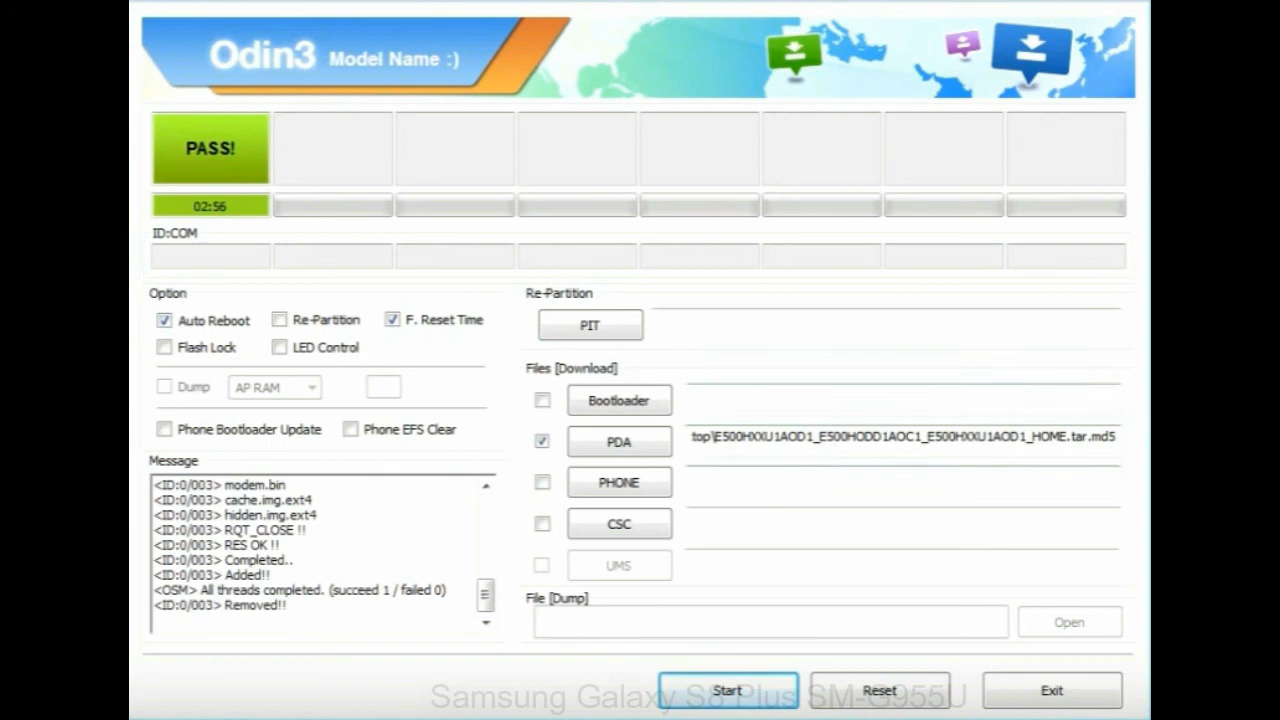 Odin3 Model Name :)
PASS!
02:56
ID:COM
Option
Auto Reboot Re-Partition F. Reset Time
Flash Lock LED Control
Dump AP RAM
Phone Bootloader Update Phone EFS Clear
Message
<ID:0/003> modem.bin
<ID:0/003> cache.img.ext4
<ID:0/003> hidden.img.ext4
<ID:0/003> RQT_CLOSE !!
<ID:0/003> RES OK !!
<ID:0/003> Completed..
<ID:0/003> Added!!
<OSM> All threads completed. (succeed 1 / failed 0)
<ID:0/003> Removed!!
Re-Partition
PIT
Files [Download]
Bootloader
PDA top\E500HXXU1AOD1_E500HODD1AOC1_E500HXXU1AOD1_HOME.tar.md5
PHONE
CSC
UMS
File [Dump]
Open
Start Reset Exit
Samsung Galaxy S8 Plus SM-G955U